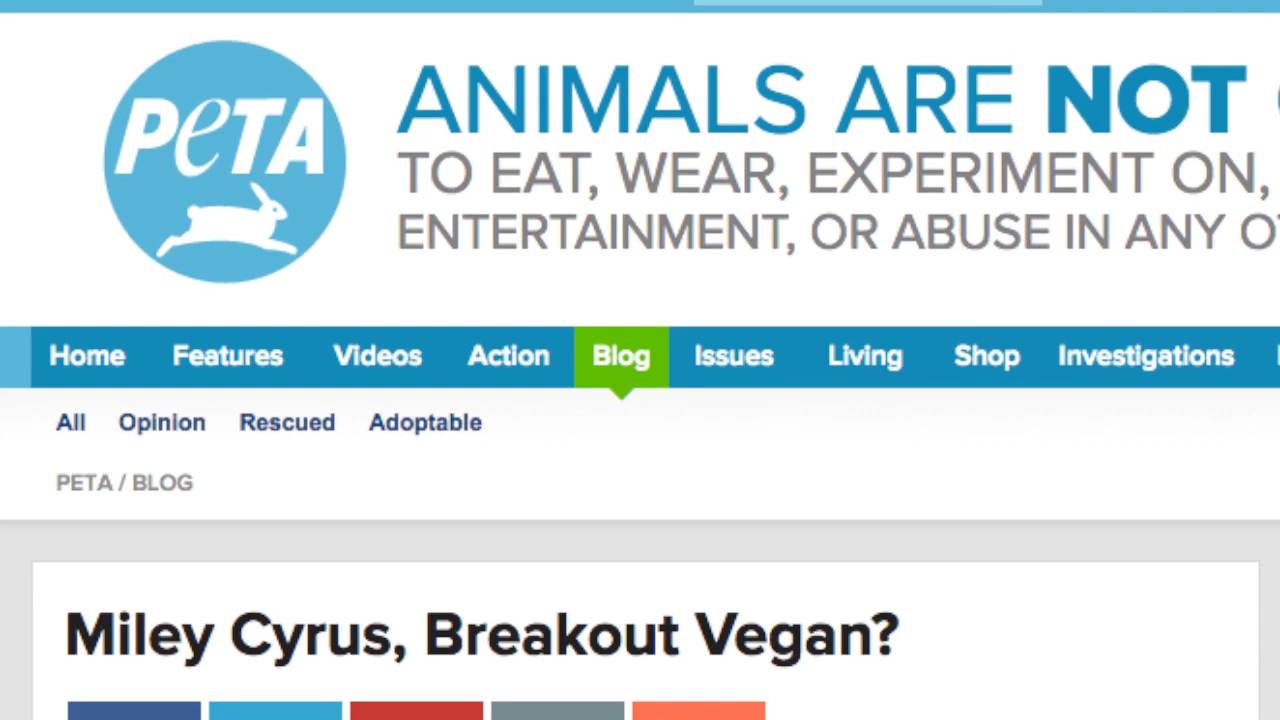 PeTA
ANIMALS ARE NOT
TO EAT, WEAR, EXPERIMENT ON,
ENTERTAINMENT, OR ABUSE IN ANY
Home Features Videos Action Blog Issues Living Shop Investigations
All Opinion Rescued Adoptable
PETA / BLOG
Miley Cyrus, Breakout Vegan?